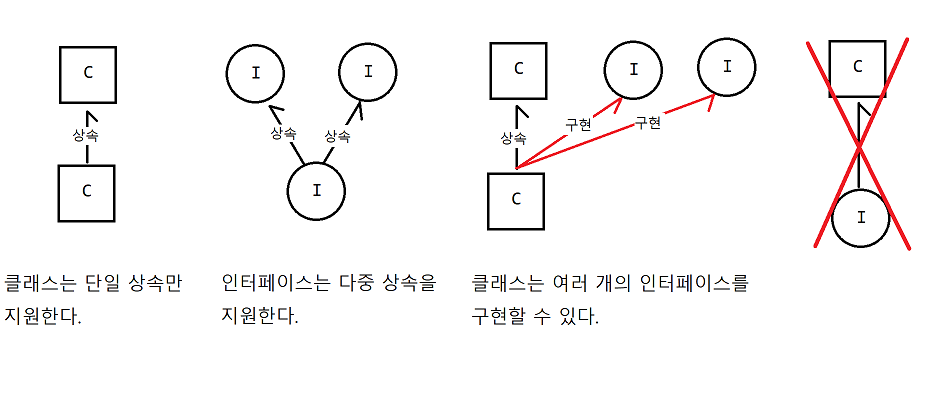 C
상속
C
I
I
상속
상속
I
C
I
I
상속
구현
구현
C
C
I
클래스는 단일 상속만
지원한다.
인터페이스는 다중 상속을
지원한다.
클래스는 여러 개의 인터페이스를
구현할 수 있다.